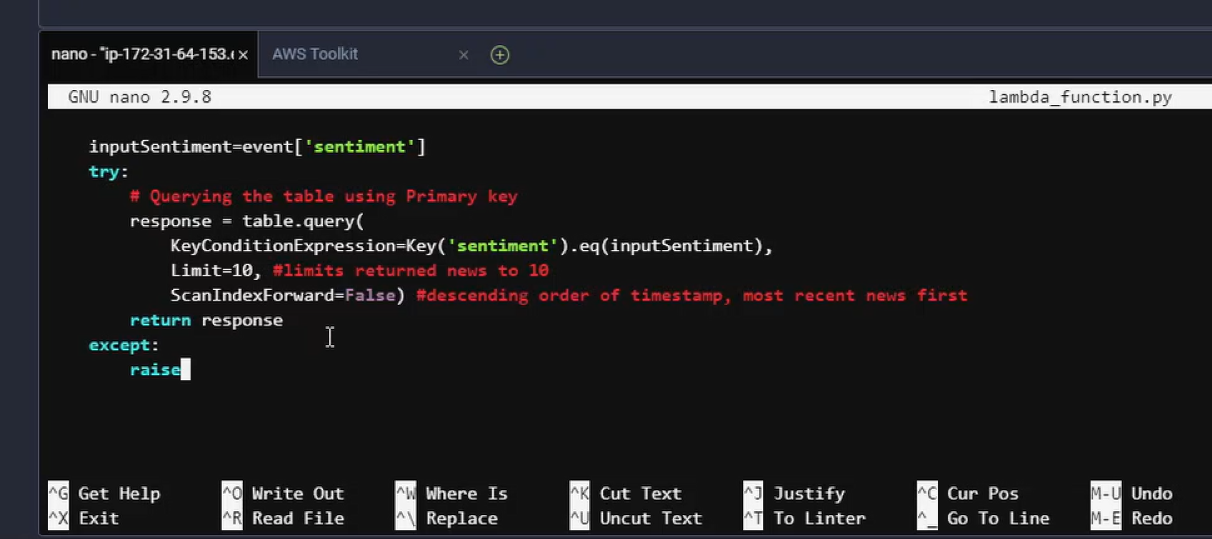 nano - "ip-172-31-64-153.e × AWS Toolkit ×
GNU nano 2.9.8 lambda_function.py
inputSentiment=event['sentiment']
try:
# Querying the table using Primary key
response = table.query(
KeyConditionExpression=Key('sentiment').eq(inputSentiment),
Limit=10, #limits returned news to 10
ScanIndexForward=False) #descending order of timestamp, most recent news first
return response
except:
raise
^G Get Help ^O Write Out ^W Where Is ^K Cut Text ^J Justify ^C Cur Pos M-U Undo
^X Exit ^R Read File ^\ Replace ^U Uncut Text ^T To Linter ^_ Go To Line M-E Redo